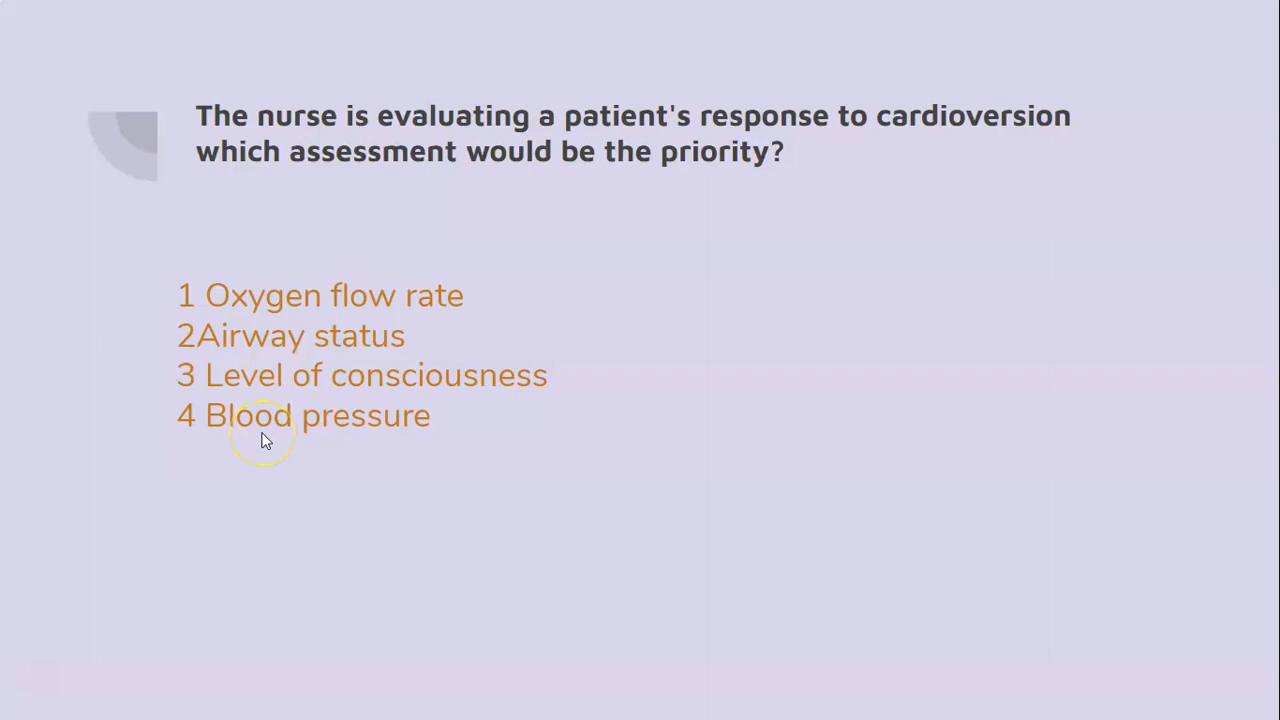 The nurse is evaluating a patient's response to cardioversion
which assessment would be the priority?
1 Oxygen flow rate
2Airway status
3 Level of consciousness
4 Blood pressure